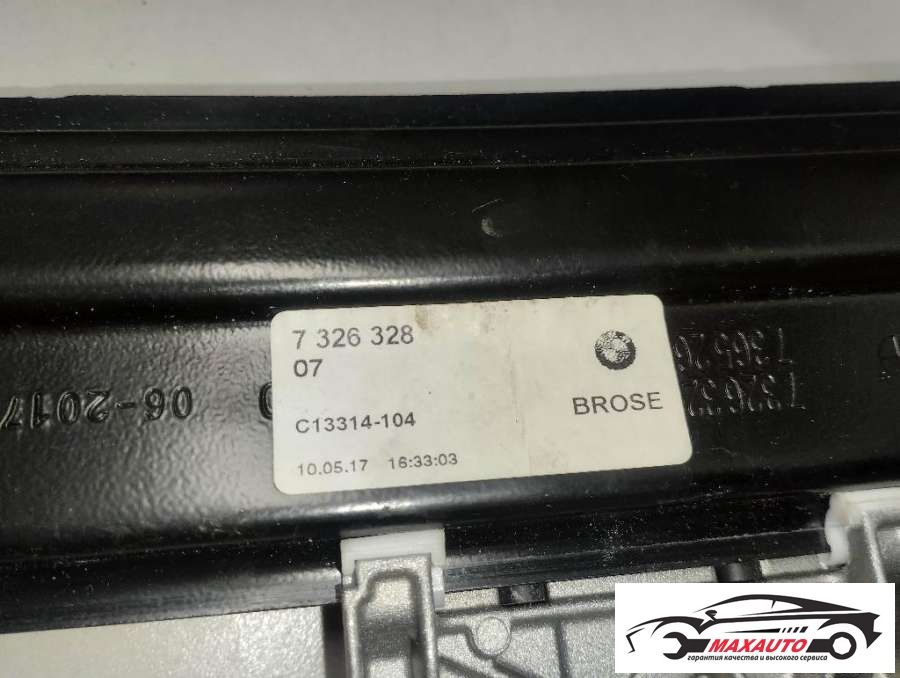 7 326 328
07
C13314-104
10.05.17 16:33:03
BROSE
06-2017
MAXAUTO
гарантия качества и высокого сервиса